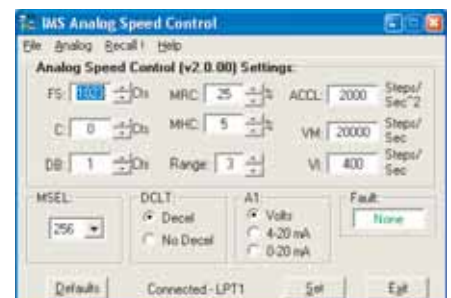 IMS Analog Speed Control
File Analog Recall! Help
Analog Speed Control (v2.0.00) Settings:
FS: 1023 Cts MRC: 25 % ACCL: 2000 Steps/Sec^2
C: 0 Cts MHC: 5 % VM: 20000 Steps/Sec
DB: 1 Cts Range: 3 VI: 400 Steps/Sec
MSEL: DCLT: A1: Fault:
256 Decel Volts None
No Decel 4-20 mA
0-20 mA
Defaults Connected - LPT1 Set Exit